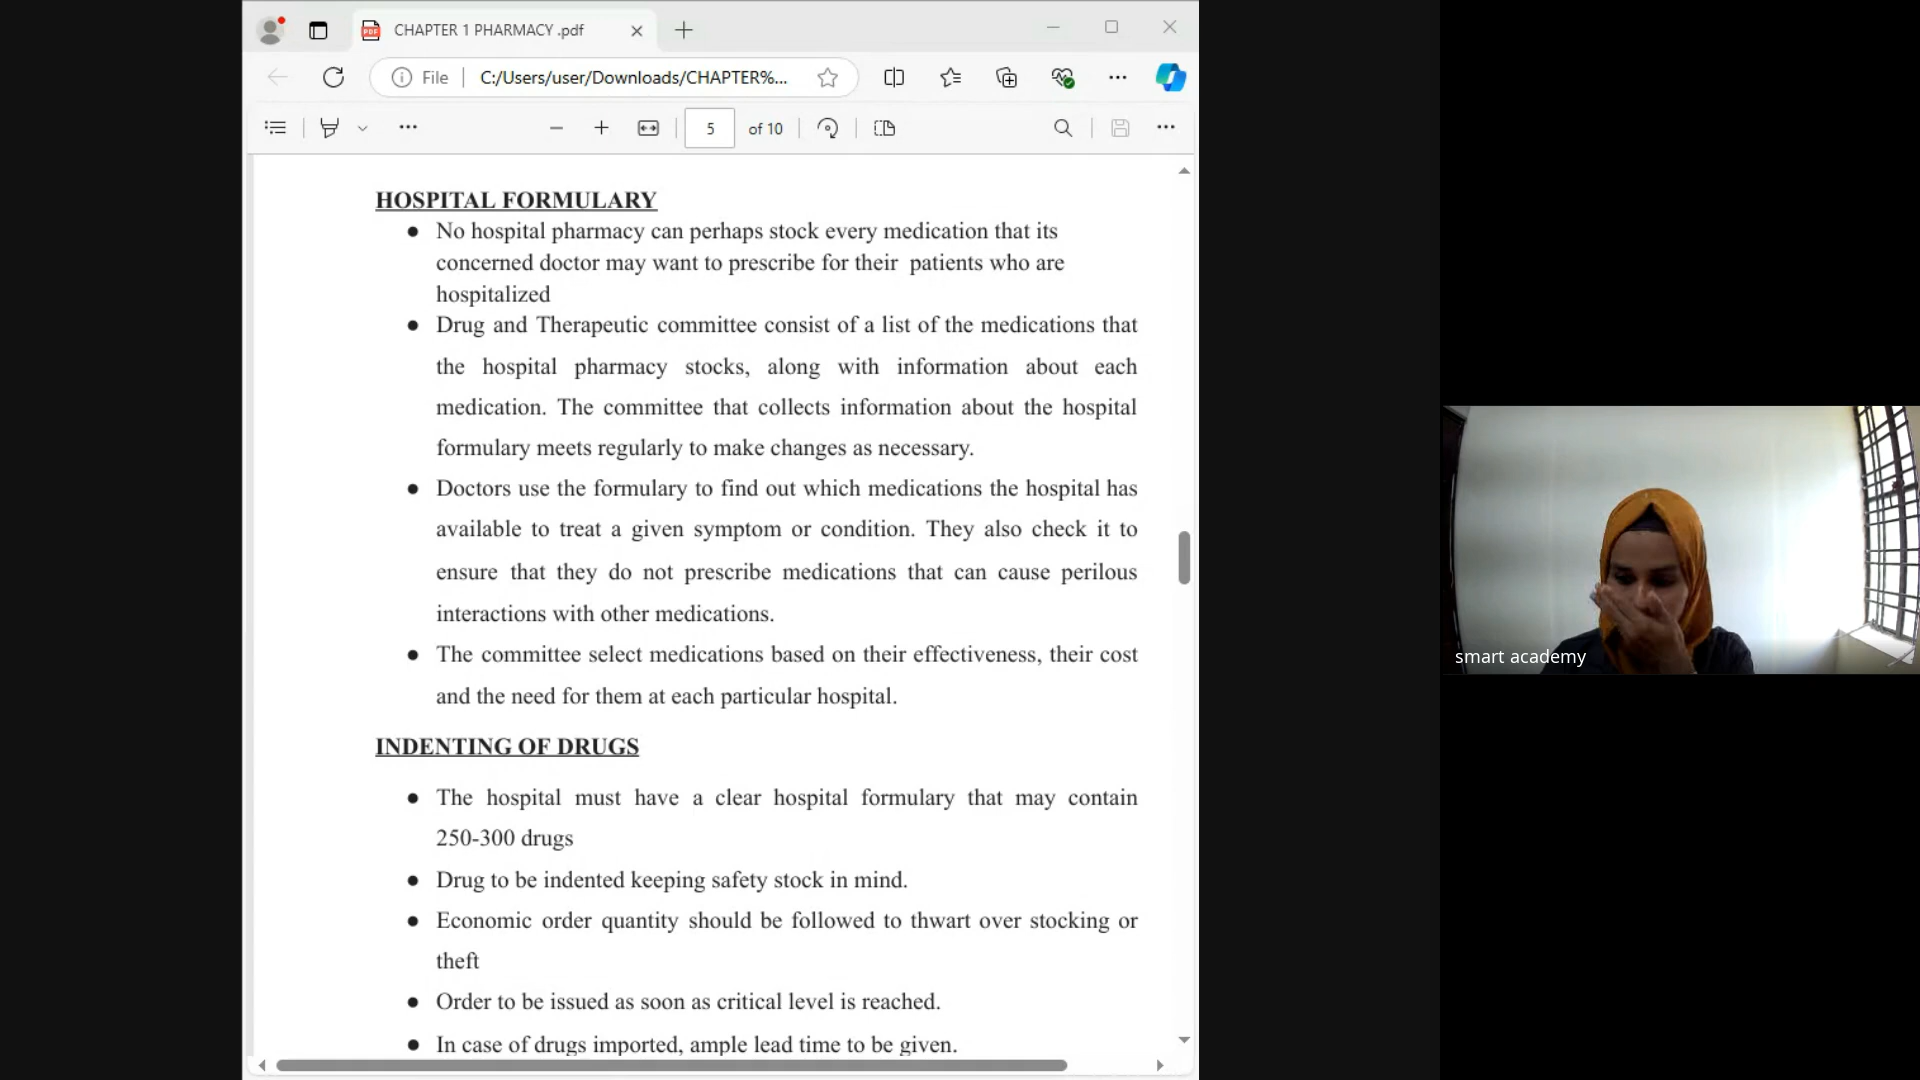 CHAPTER 1 PHARMACY .pdf
File
C:/Users/user/Downloads/CHAPTER%...
5 of 10
HOSPITAL FORMULARY
● No hospital pharmacy can perhaps stock every medication that its
concerned doctor may want to prescribe for their patients who are
hospitalized
● Drug and Therapeutic committee consist of a list of the medications that
the hospital pharmacy stocks, along with information about each
medication. The committee that collects information about the hospital
formulary meets regularly to make changes as necessary.
● Doctors use the formulary to find out which medications the hospital has
available to treat a given symptom or condition. They also check it to
ensure that they do not prescribe medications that can cause perilous
interactions with other medications.
● The committee select medications based on their effectiveness, their cost
and the need for them at each particular hospital.
INDENTING OF DRUGS
● The hospital must have a clear hospital formulary that may contain
250-300 drugs
● Drug to be indented keeping safety stock in mind.
● Economic order quantity should be followed to thwart over stocking or
theft
● Order to be issued as soon as critical level is reached.
● In case of drugs imported, ample lead time to be given.
smart academy